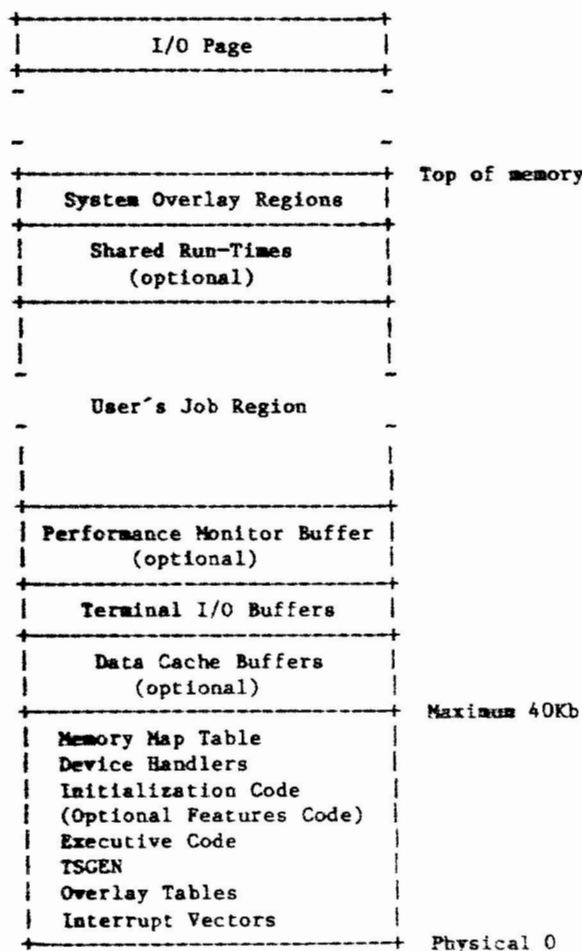 I/O Page
Top of memory
System Overlay Regions
Shared Run-Times
(optional)
User's Job Region
Performance Monitor Buffer
(optional)
Terminal I/O Buffers
Data Cache Buffers
(optional)
Maximum 40Kb
Memory Map Table
Device Handlers
Initialization Code
(Optional Features Code)
Executive Code
TSGEN
Overlay Tables
Interrupt Vectors
Physical 0